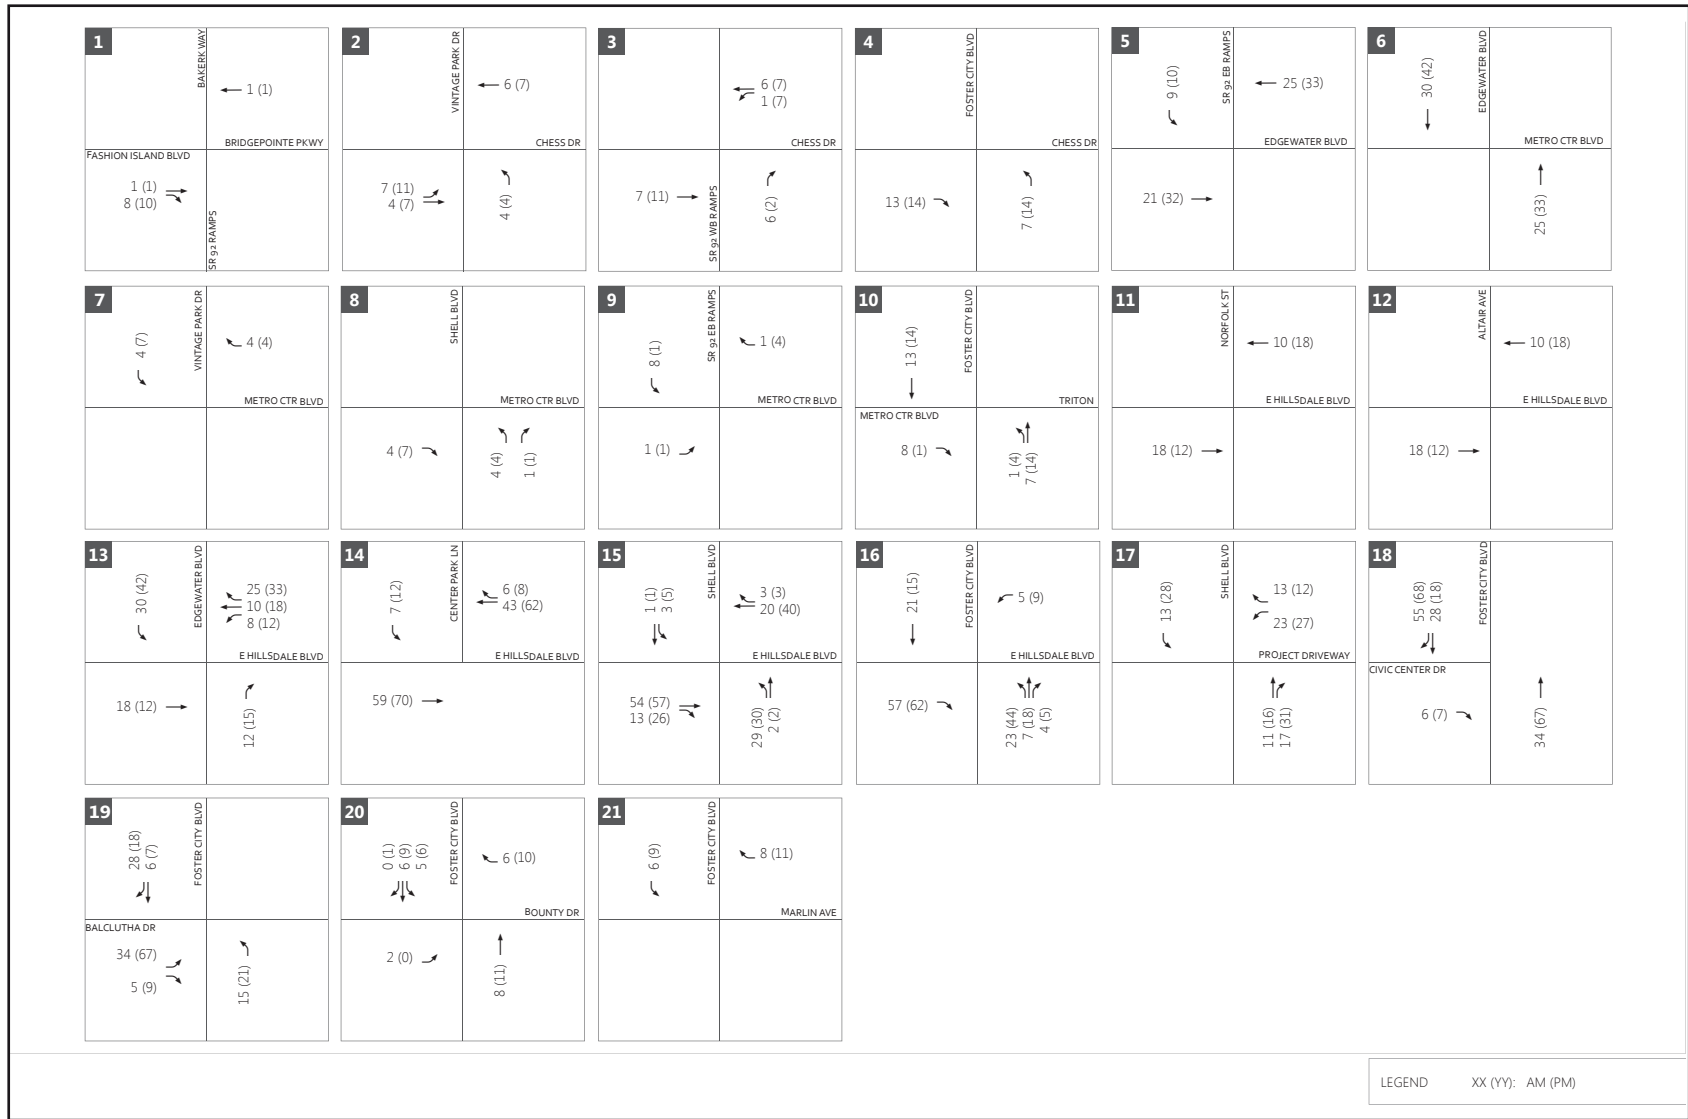 1
BAKERK WAY
1 (1)
BRIDGEPOINTE PKWY
FASHION ISLAND BLVD
1 (1)
8 (10)
SR 92 RAMPS
2
VINTAGE PARK DR
6 (7)
CHESS DR
7 (11)
4 (7)
4 (4)
3
6 (7)
1 (7)
CHESS DR
7 (11)
SR 92 WB RAMPS
6 (2)
4
FOSTER CITY BLVD
CHESS DR
13 (14)
7 (14)
5
9 (10)
SR 92 EB RAMPS
25 (33)
EDGEWATER BLVD
21 (32)
6
30 (42)
EDGEWATER BLVD
METRO CTR BLVD
25 (33)
7
4 (7)
VINTAGE PARK DR
4 (4)
METRO CTR BLVD
8
SHELL BLVD
METRO CTR BLVD
4 (7)
4 (4)
1 (1)
9
8 (1)
SR 92 EB RAMPS
1 (4)
METRO CTR BLVD
1 (1)
10
13 (14)
FOSTER CITY BLVD
TRITON
METRO CTR BLVD
8 (1)
1 (4)
7 (14)
11
NORFOLK ST
10 (18)
E HILLSDALE BLVD
18 (12)
12
ALTAIR AVE
10 (18)
E HILLSDALE BLVD
18 (12)
13
30 (42)
EDGEWATER BLVD
25 (33)
10 (18)
8 (12)
E HILLSDALE BLVD
18 (12)
12 (15)
14
7 (12)
CENTER PARK LN
6 (8)
43 (62)
E HILLSDALE BLVD
59 (70)
15
1 (1)
3 (5)
SHELL BLVD
3 (3)
20 (40)
E HILLSDALE BLVD
54 (57)
13 (26)
29 (30)
2 (2)
16
21 (15)
FOSTER CITY BLVD
5 (9)
E HILLSDALE BLVD
57 (62)
23 (44)
7 (18)
4 (5)
17
13 (28)
SHELL BLVD
13 (12)
23 (27)
PROJECT DRIVEWAY
11 (16)
17 (31)
18
55 (68)
28 (18)
FOSTER CITY BLVD
CIVIC CENTER DR
6 (7)
34 (67)
19
28 (18)
6 (7)
FOSTER CITY BLVD
BALCLUTHA DR
34 (67)
5 (9)
15 (21)
20
0 (1)
6 (9)
5 (6)
FOSTER CITY BLVD
6 (10)
BOUNTY DR
2 (0)
8 (11)
21
6 (9)
FOSTER CITY BLVD
8 (11)
MARLIN AVE
LEGEND XX (YY): AM (PM)